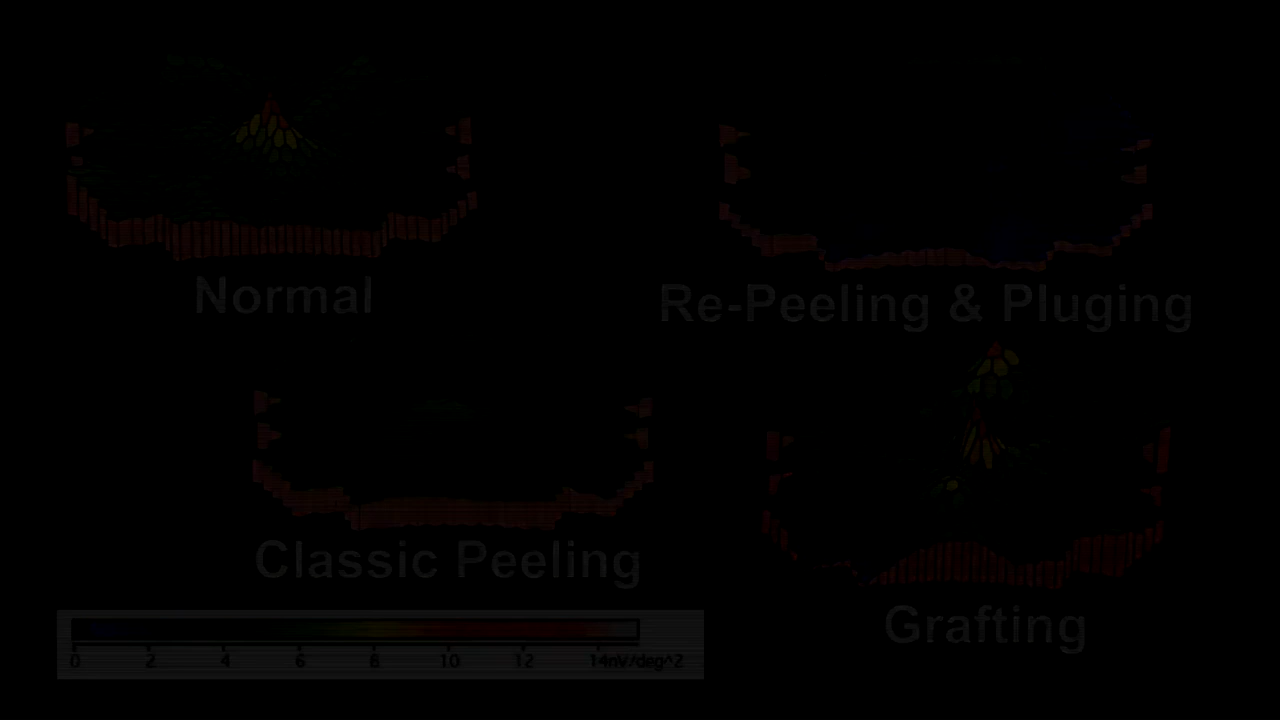 Normal
Re-Peeling & Pluging
Classic Peeling
Grafting
0 2 4 6 8 10 12 14nV/deg^2